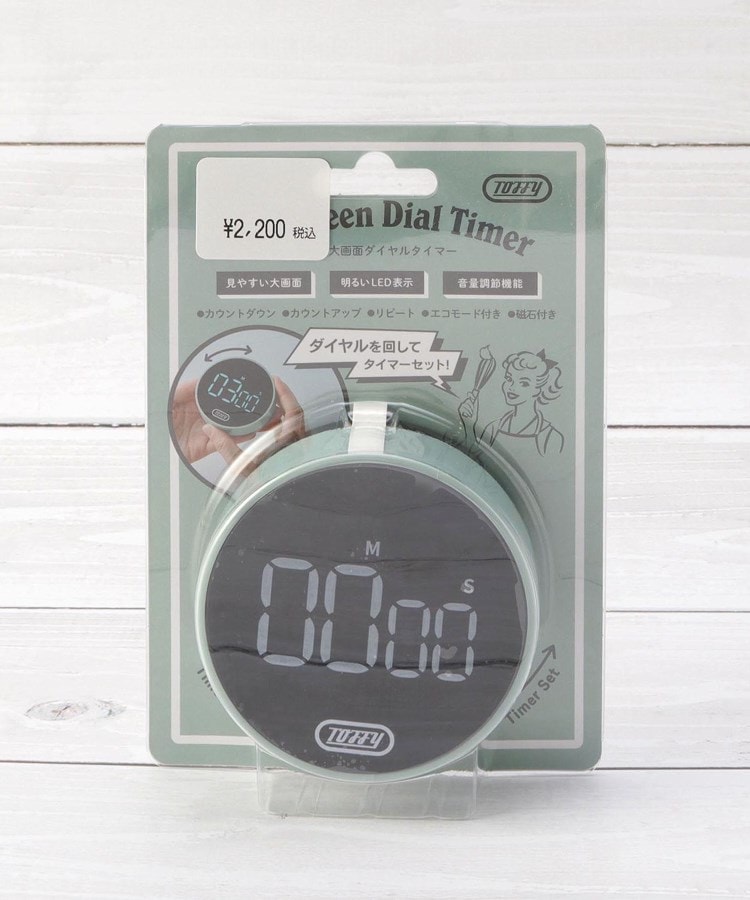 TOFFY
¥2,200 税込
een Dial Timer
大画面ダイヤルタイマー
見やすい大画面 明るいLED表示 音量調節機能
●カウントダウン ●カウントアップ ●リピート ●エコモード付き ●磁石付き
ダイヤルを回して
タイマーセット!
M
03:00
TOFFY
M
S
00 00
Timer Set
TOFFY